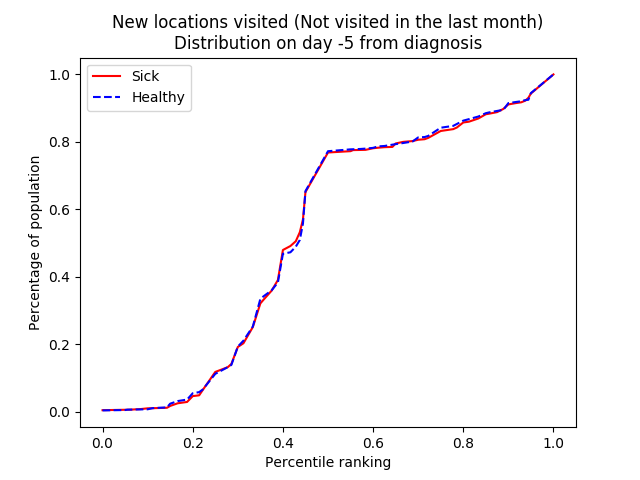 New locations visited (Not visited in the last month)
Distribution on day -5 from diagnosis
Sick
Healthy
Percentage of population
1.0
0.8
0.6
0.4
0.2
0.0
0.0 0.2 0.4 0.6 0.8 1.0
Percentile ranking